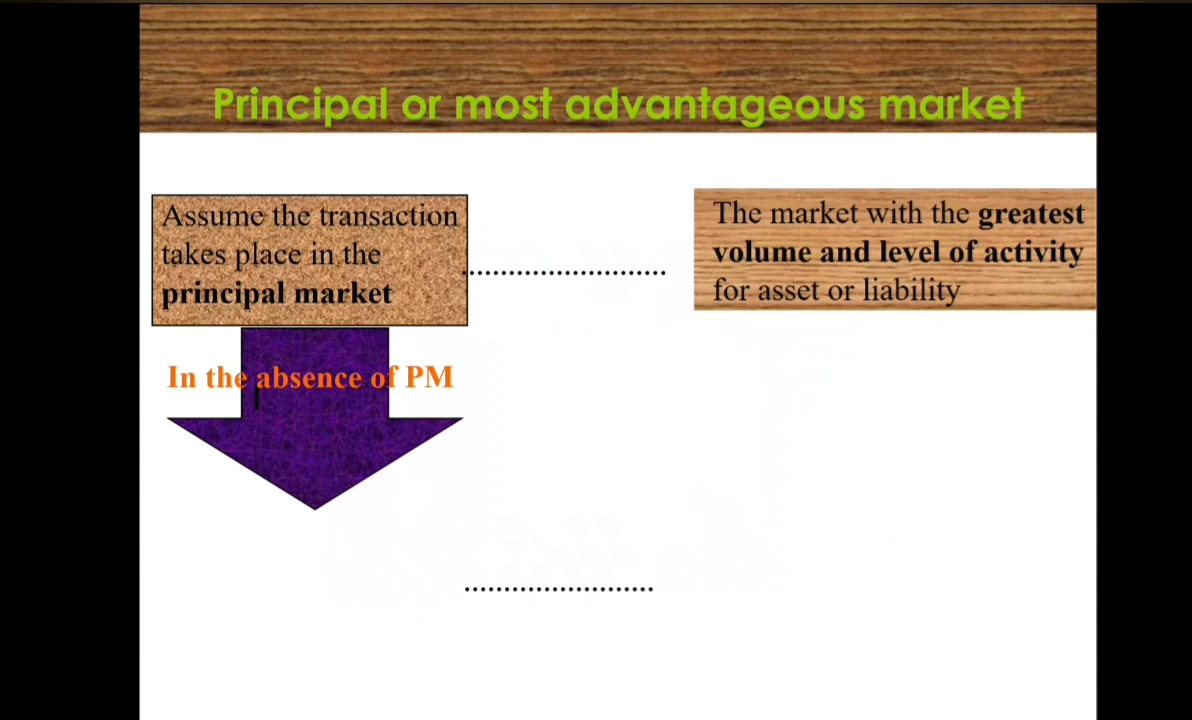 Principal or most advantageous market
Assume the transaction
takes place in the
principal market
The market with the greatest
volume and level of activity
for asset or liability
In the absence of PM